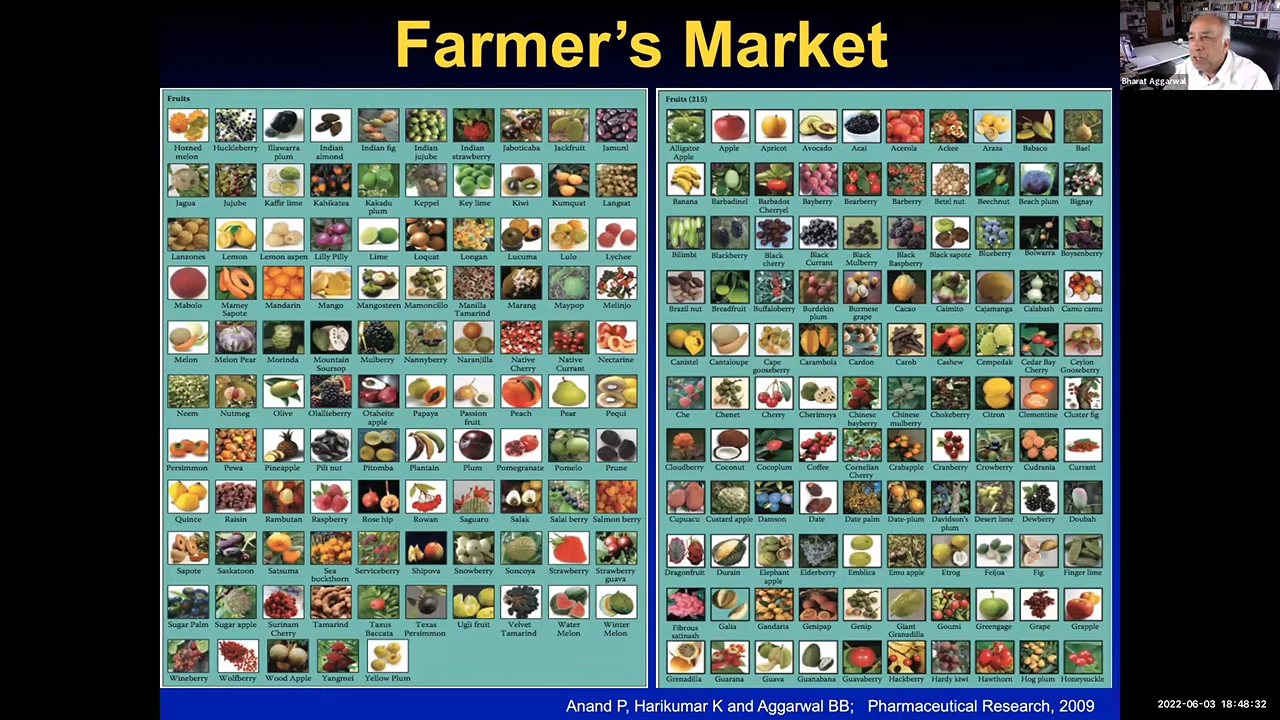 Farmer's Market
Bharat Aggarwal
Fruits
Horned melon Huckleberry Illawarra plum Indian almond Indian fig Indian jujube Indian strawberry Jaboticaba Jackfruit Jamunl
Jagua Jujube Kaffir lime Kahikatea Kakadu plum Keppel Key lime Kiwi Kumquat Langsat
Lanzones Lemon Lemon aspen Lilly Pilly Lime Loquat Longan Lucuma Lulo Lychee
Mabolo Mamey Sapote Mandarin Mango Mangosteen Mamoncillo Manilla Tamarind Marang Maypop Melinjo
Melon Melon Pear Morinda Mountain Soursop Mulberry Nannyberry Naranjilla Native Cherry Native Currant Nectarine
Neem Nutmeg Olive Olallieberry Otaheite apple Papaya Passion fruit Peach Pear Pequi
Persimmon Pewa Pineapple Pili nut Pitomba Plantain Plum Pomegranate Pomelo Prune
Quince Raisin Rambutan Raspberry Rose hip Rowan Saguaro Salak Salal berry Salmon berry
Sapote Saskatoon Satsuma Sea buckthorn Serviceberry Shipova Snowberry Soncoya Strawberry Strawberry guava
Sugar Palm Sugar apple Surinam Cherry Tamarind Taxus Baccata Texas Persimmon Ugli fruit Velvet Tamarind Water Melon Winter Melon
Wineberry Wolfberry Wood Apple Yangmei Yellow Plum
Fruits (215)
Alligator Apple Apple Apricot Avocado Acai Acerola Ackee Araza Babaco Bael
Banana Barbadinel Barbados Cherryel Bayberry Bearberry Barberry Betel nut Beechnut Beach plum Bignay
Bilimbi Blackberry Black cherry Black Currant Black Mulberry Black Raspberry Black sapote Blueberry Bolwarra Boysenberry
Brazil nut Breadfruit Buffaloberry Burdekin plum Burmese grape Cacao Caimito Cajamanga Calabash Camu camu
Canistel Cantaloupe Cape gooseberry Carambola Cardon Carob Cashew Cempedak Cedar Bay Cherry Ceylon Gooseberry
Che Chenet Cherry Cherimoya Chinese bayberry Chinese mulberry Chokeberry Citron Clementine Cluster fig
Cloudberry Coconut Cocoplum Coffee Cornelian Cherry Crabapple Cranberry Crowberry Cudrania Currant
Cupuacu Custard apple Damson Date Date palm Date-plum Davidson's plum Desert lime Dewberry Doubah
Dragonfruit Durain Elephant apple Elderberry Emblica Emu apple Etrog Feijoa Fig Finger lime
Fibrous satinash Galia Gandaria Genipap Genip Giant Granadilla Goumi Greengage Grape Grapple
Grenadilla Guarana Guava Guanabana Guavaberry Hackberry Hardy kiwi Hawthorn Hog plum Honeysuckle
Anand P, Harikumar K and Aggarwal BB; Pharmaceutical Research, 2009
2022-06-03 18:48:32